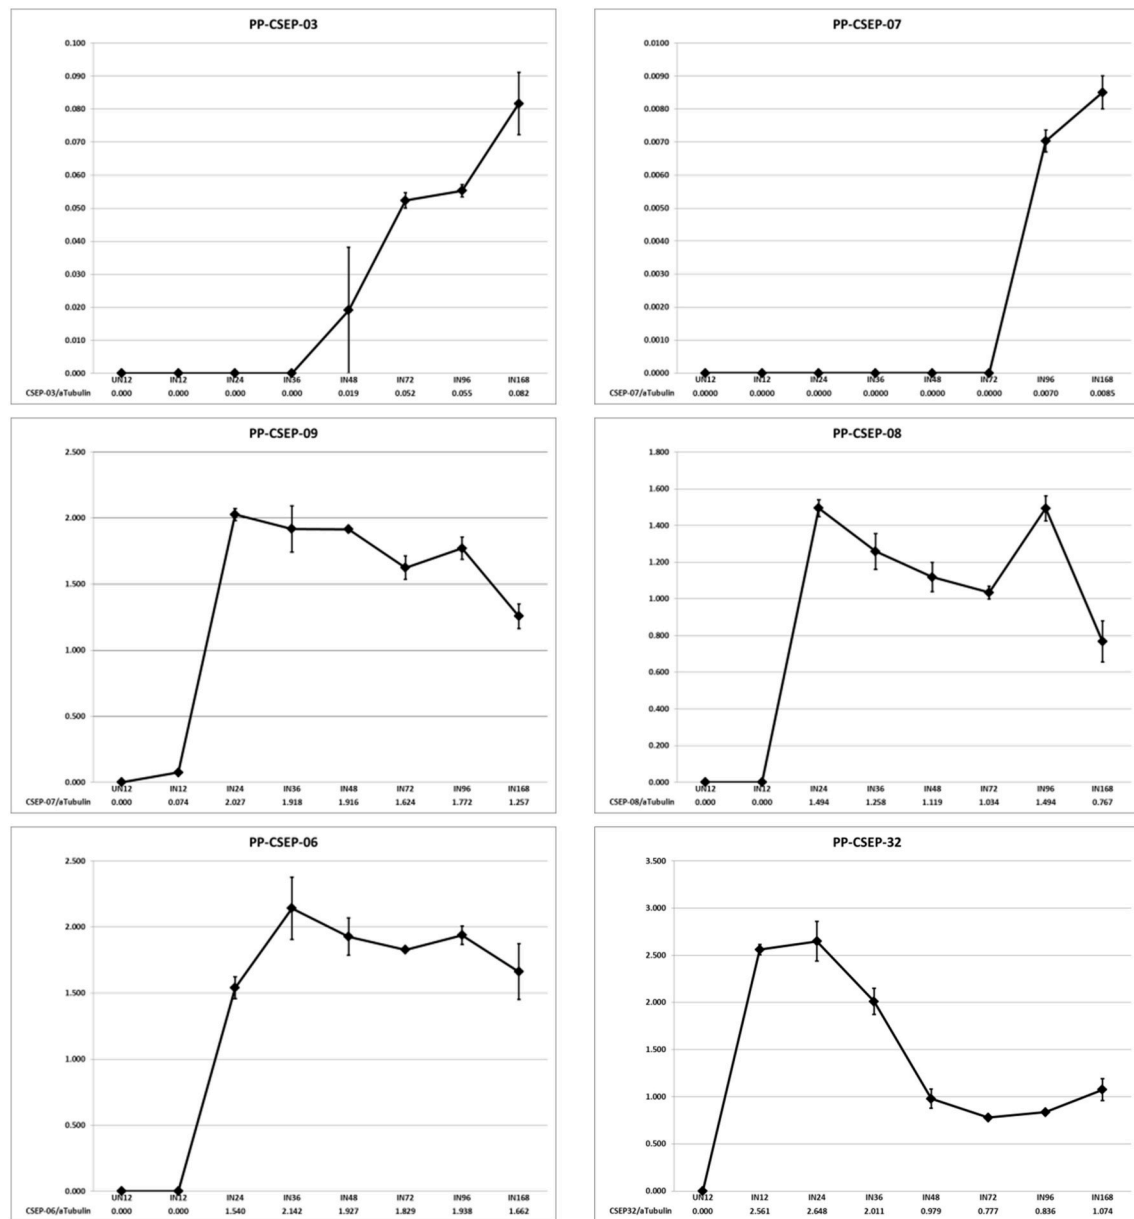 PP-CSEP-03
0.100
0.090
0.080
0.070
0.060
0.050
0.040
0.030
0.020
0.010
0.000
UN12 IN12 IN24 IN36 IN48 IN72 IN96 IN168
CSEP-03/aTubulin 0.000 0.000 0.000 0.000 0.019 0.052 0.055 0.082
PP-CSEP-07
0.0100
0.0090
0.0080
0.0070
0.0060
0.0050
0.0040
0.0030
0.0020
0.0010
0.0000
UN12 IN12 IN24 IN36 IN48 IN72 IN96 IN168
CSEP-07/aTubulin 0.0000 0.0000 0.0000 0.0000 0.0000 0.0000 0.0070 0.0085
PP-CSEP-09
2.500
2.000
1.500
1.000
0.500
0.000
UN12 IN12 IN24 IN36 IN48 IN72 IN96 IN168
CSEP-07/aTubulin 0.000 0.074 2.027 1.918 1.916 1.624 1.772 1.257
PP-CSEP-08
1.800
1.600
1.400
1.200
1.000
0.800
0.600
0.400
0.200
0.000
UN12 IN12 IN24 IN36 IN48 IN72 IN96 IN168
CSEP-08/aTubulin 0.000 0.000 1.494 1.258 1.119 1.034 1.494 0.767
PP-CSEP-06
2.500
2.000
1.500
1.000
0.500
0.000
UN12 IN12 IN24 IN36 IN48 IN72 IN96 IN168
CSEP-06/aTubulin 0.000 0.000 1.540 2.142 1.927 1.829 1.938 1.662
PP-CSEP-32
3.500
3.000
2.500
2.000
1.500
1.000
0.500
0.000
UN12 IN12 IN24 IN36 IN48 IN72 IN96 IN168
CSEP32/aTubulin 0.000 2.561 2.648 2.011 0.979 0.777 0.836 1.074